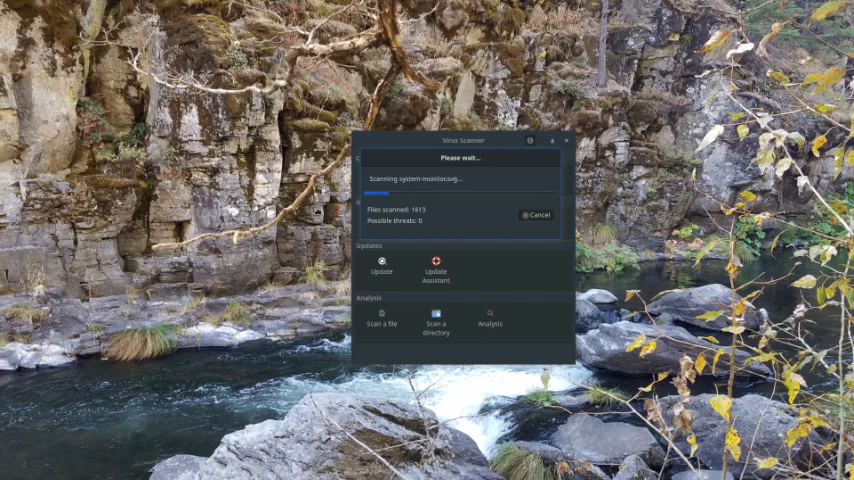 Virus Scanner
Please wait...
Scanning system-monitor.svg...
Files scanned: 1613
Possible threats: 0
Cancel
Updates
Update
Update
Assistant
Analysis
Scan a file
Scan a
directory
Analysis